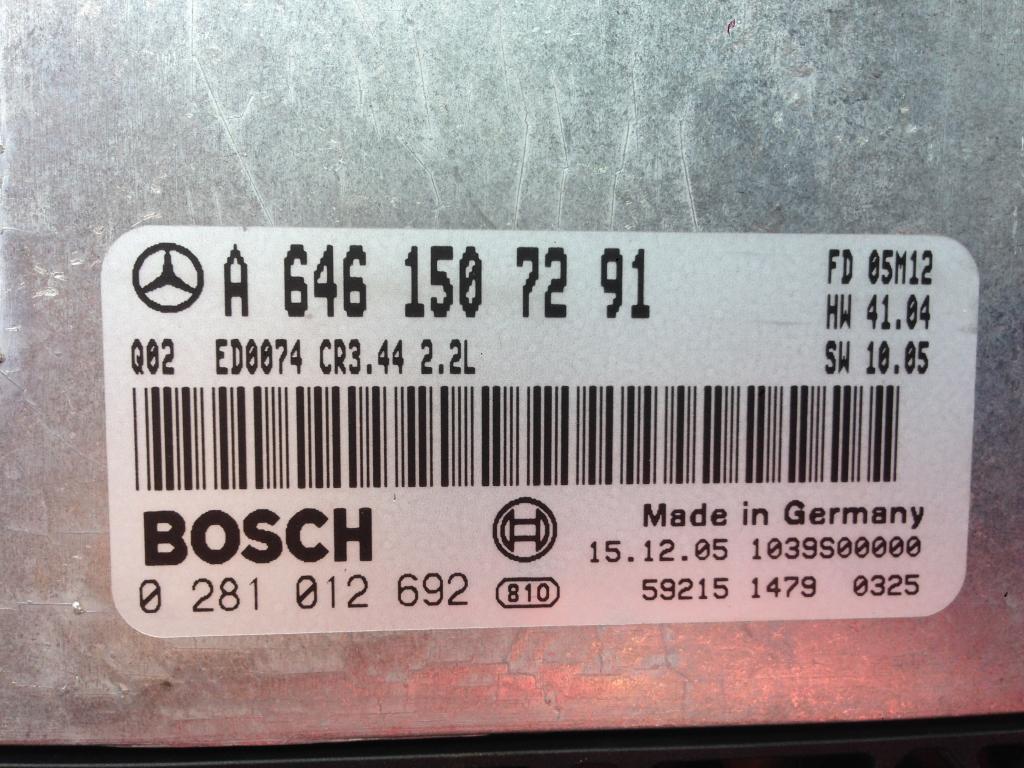 A 646 150 72 91 FD 05M12
HW 41.04
Q02 ED0074 CR3.44 2.2L SW 10.05
BOSCH Made in Germany
15.12.05 1039S00000
0 281 012 692 810 59215 1479 0325